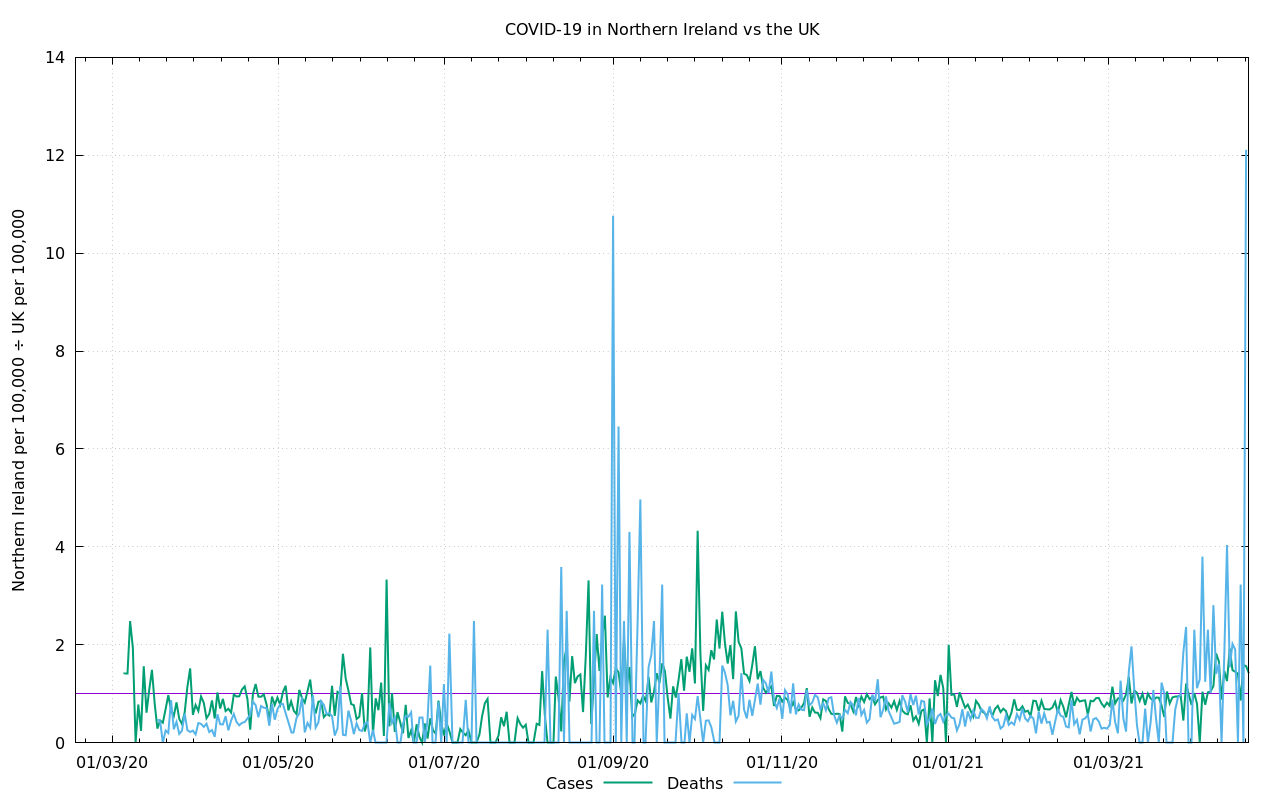 COVID-19 in Northern Ireland vs the UK
Northern Ireland per 100,000 ÷ UK per 100,000
14
12
10
8
6
4
2
0
01/03/20 01/05/20 01/07/20 01/09/20 01/11/20 01/01/21 01/03/21
Cases Deaths